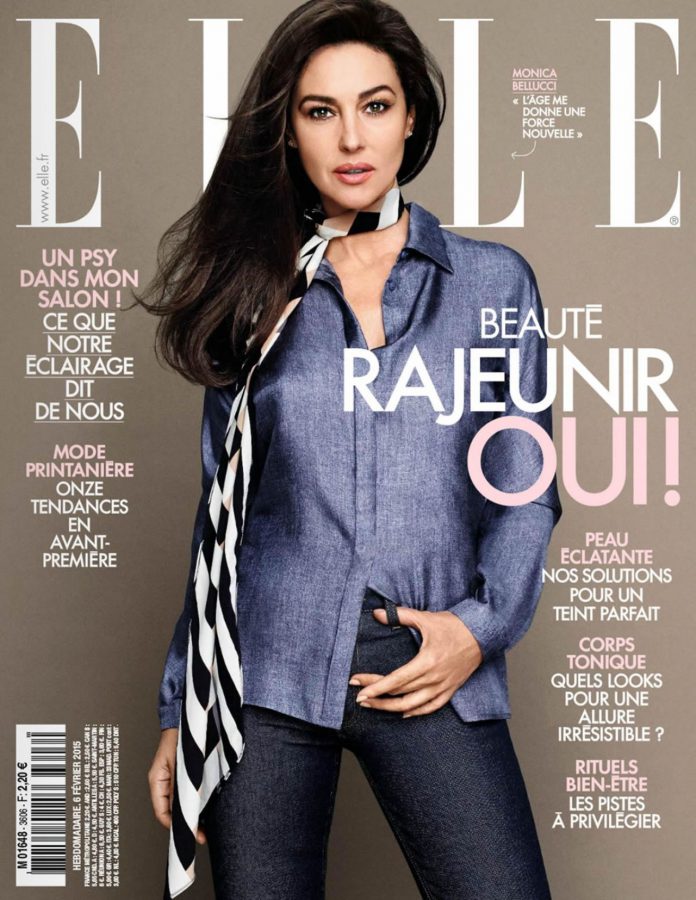 ELLE
www.elle.fr
®
MONICA
BELLUCCI
« L'ÂGE ME
DONNE UNE
FORCE
NOUVELLE »
UN PSY
DANS MON
SALON !
CE QUE
NOTRE
ÉCLAIRAGE
DIT
DE NOUS
MODE
PRINTANIÈRE
ONZE
TENDANCES
EN
AVANT-
PREMIÈRE
BEAUTÉ
RAJEUNIR
OUI !
PEAU
ÉCLATANTE
NOS SOLUTIONS
POUR UN
TEINT PARFAIT
CORPS
TONIQUE
QUELS LOOKS
POUR UNE
ALLURE
IRRÉSISTIBLE ?
RITUELS
BIEN-ÊTRE
LES PISTES
À PRIVILÉGIER
M 01648 - 3606 - F: 2,20 €
HEBDOMADAIRE. 6 FÉVRIER 2015